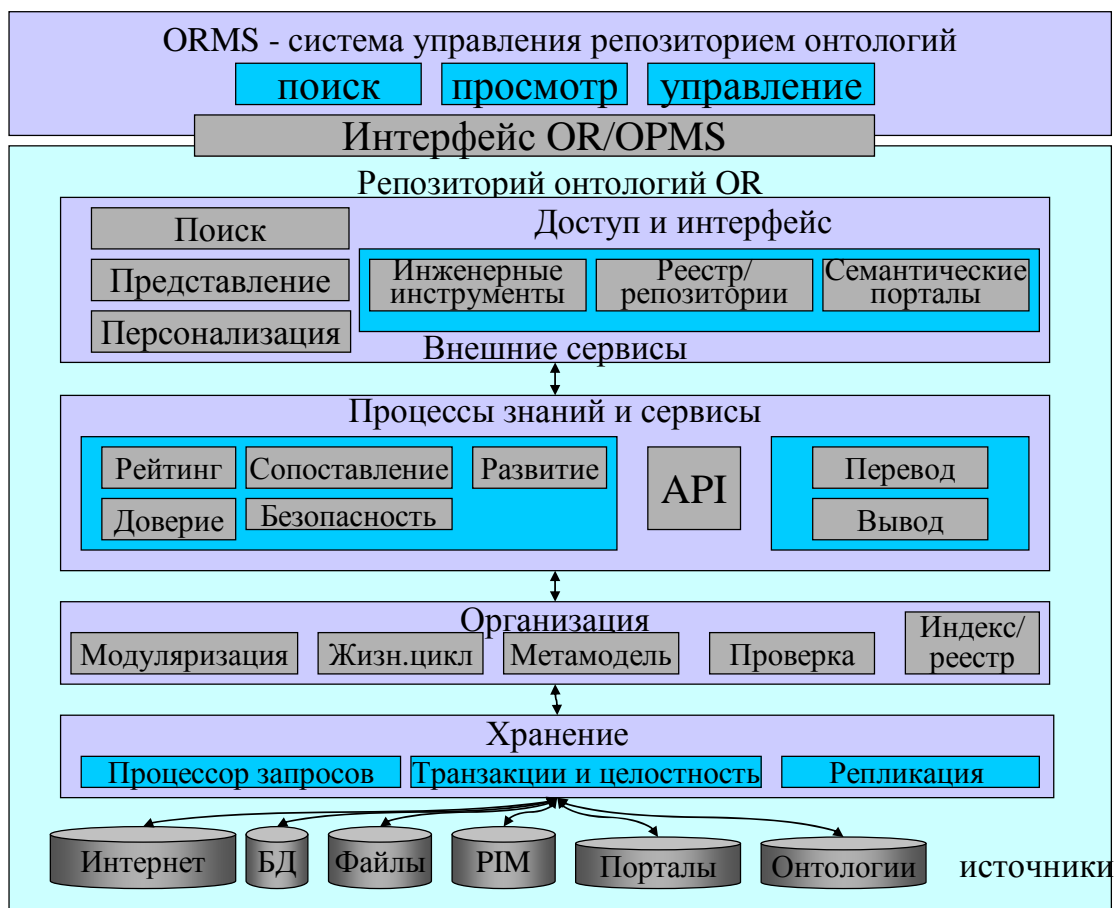 ORMS - система управления репозиторием онтологий
поиск
просмотр
управление
Интерфейс OR/OPMS
Репозиторий онтологий OR
Доступ и интерфейс
Поиск
Представление
Персонализация
Инженерные
инструменты
Реестр/
репозитории
Семантические
порталы
Внешние сервисы
Процессы знаний и сервисы
Рейтинг
Сопоставление
Развитие
Доверие
Безопасность
API
Перевод
Вывод
Организация
Модуляризация
Жизн.цикл
Метамодель
Проверка
Индекс/
реестр
Хранение
Процессор запросов
Транзакции и целостность
Репликация
Интернет
БД
Файлы
PIM
Порталы
Онтологии
источники